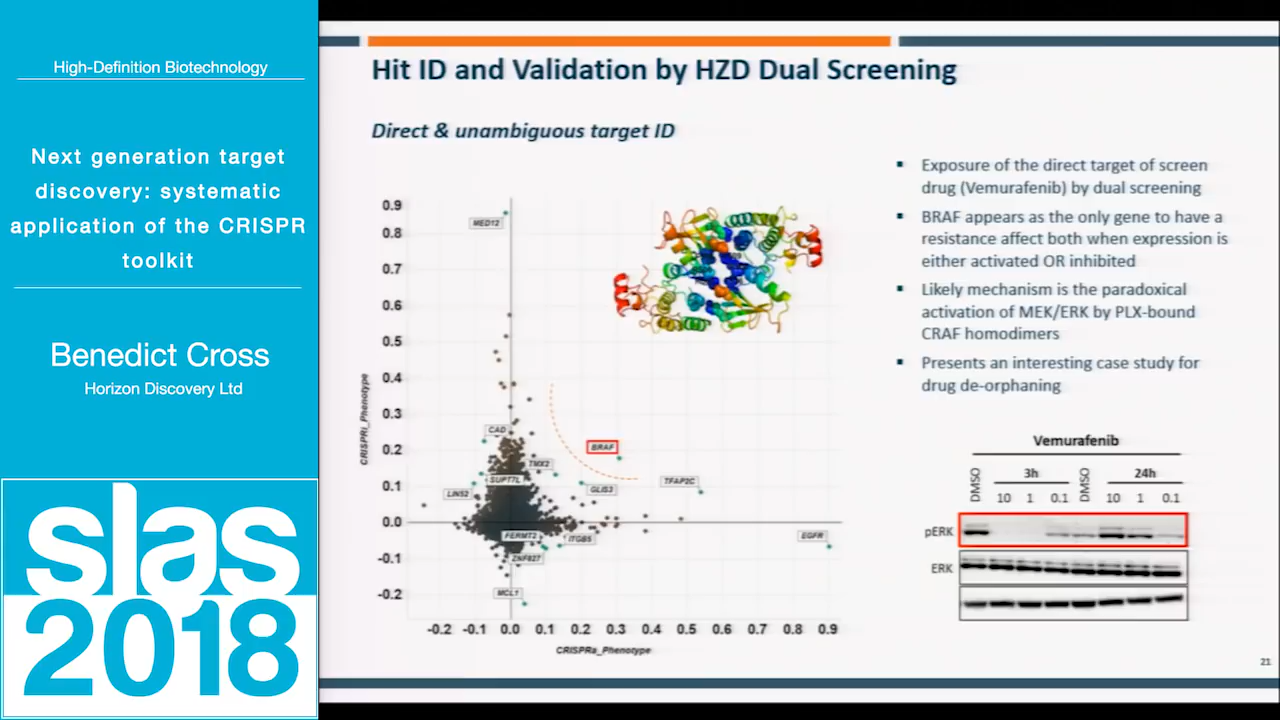 High-Definition Biotechnology
Next generation target
discovery: systematic
application of the CRISPR
toolkit
Benedict Cross
Horizon Discovery Ltd
slas
2018
Hit ID and Validation by HZD Dual Screening
Direct & unambiguous target ID
0.9
0.8
0.7
0.6
0.5
0.4
0.3
0.2
0.1
0.0
-0.1
-0.2
CRISPRi_Phenotype
MED12
CAD
BRAF
TMX2
SUPT7L
TFAP2C
LIN52
GLIS3
FERMT2
ITGB5
EGFR
ZNF827
MCL1
-0.2 -0.1 0.0 0.1 0.2 0.3 0.4 0.5 0.6 0.7 0.8 0.9
CRISPRa_Phenotype
▪ Exposure of the direct target of screen
drug (Vemurafenib) by dual screening
▪ BRAF appears as the only gene to have a
resistance affect both when expression is
either activated OR inhibited
▪ Likely mechanism is the paradoxical
activation of MEK/ERK by PLX-bound
CRAF homodimers
▪ Presents an interesting case study for
drug de-orphaning
Vemurafenib
DMSO 3h DMSO 24h
10 1 0.1 10 1 0.1
pERK
ERK
21